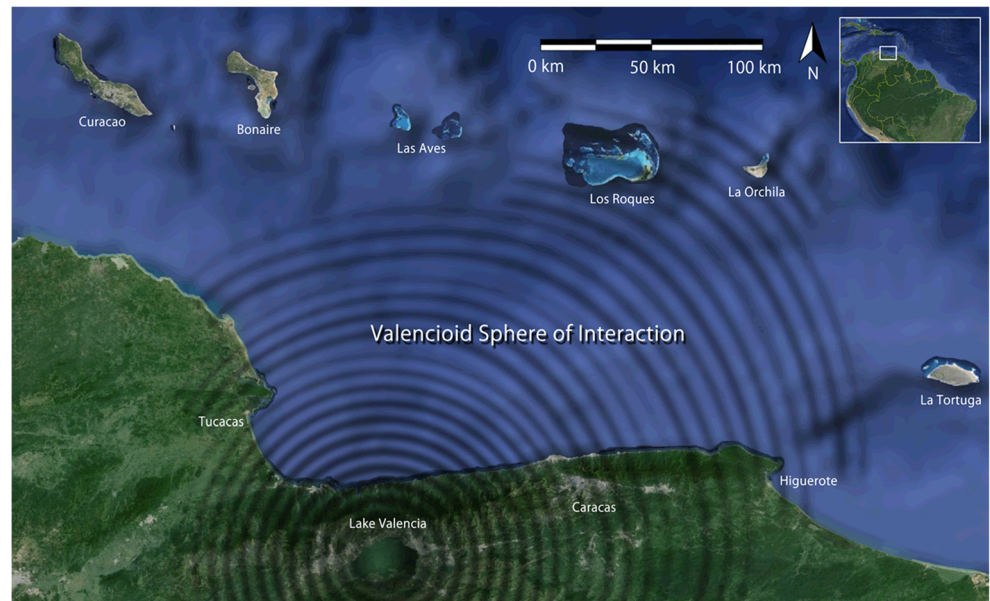 0 km 50 km 100 km
N
Curacao
Bonaire
Las Aves
Los Roques
La Orchila
Valencioid Sphere of Interaction
La Tortuga
Tucacas
Higuerote
Caracas
Lake Valencia